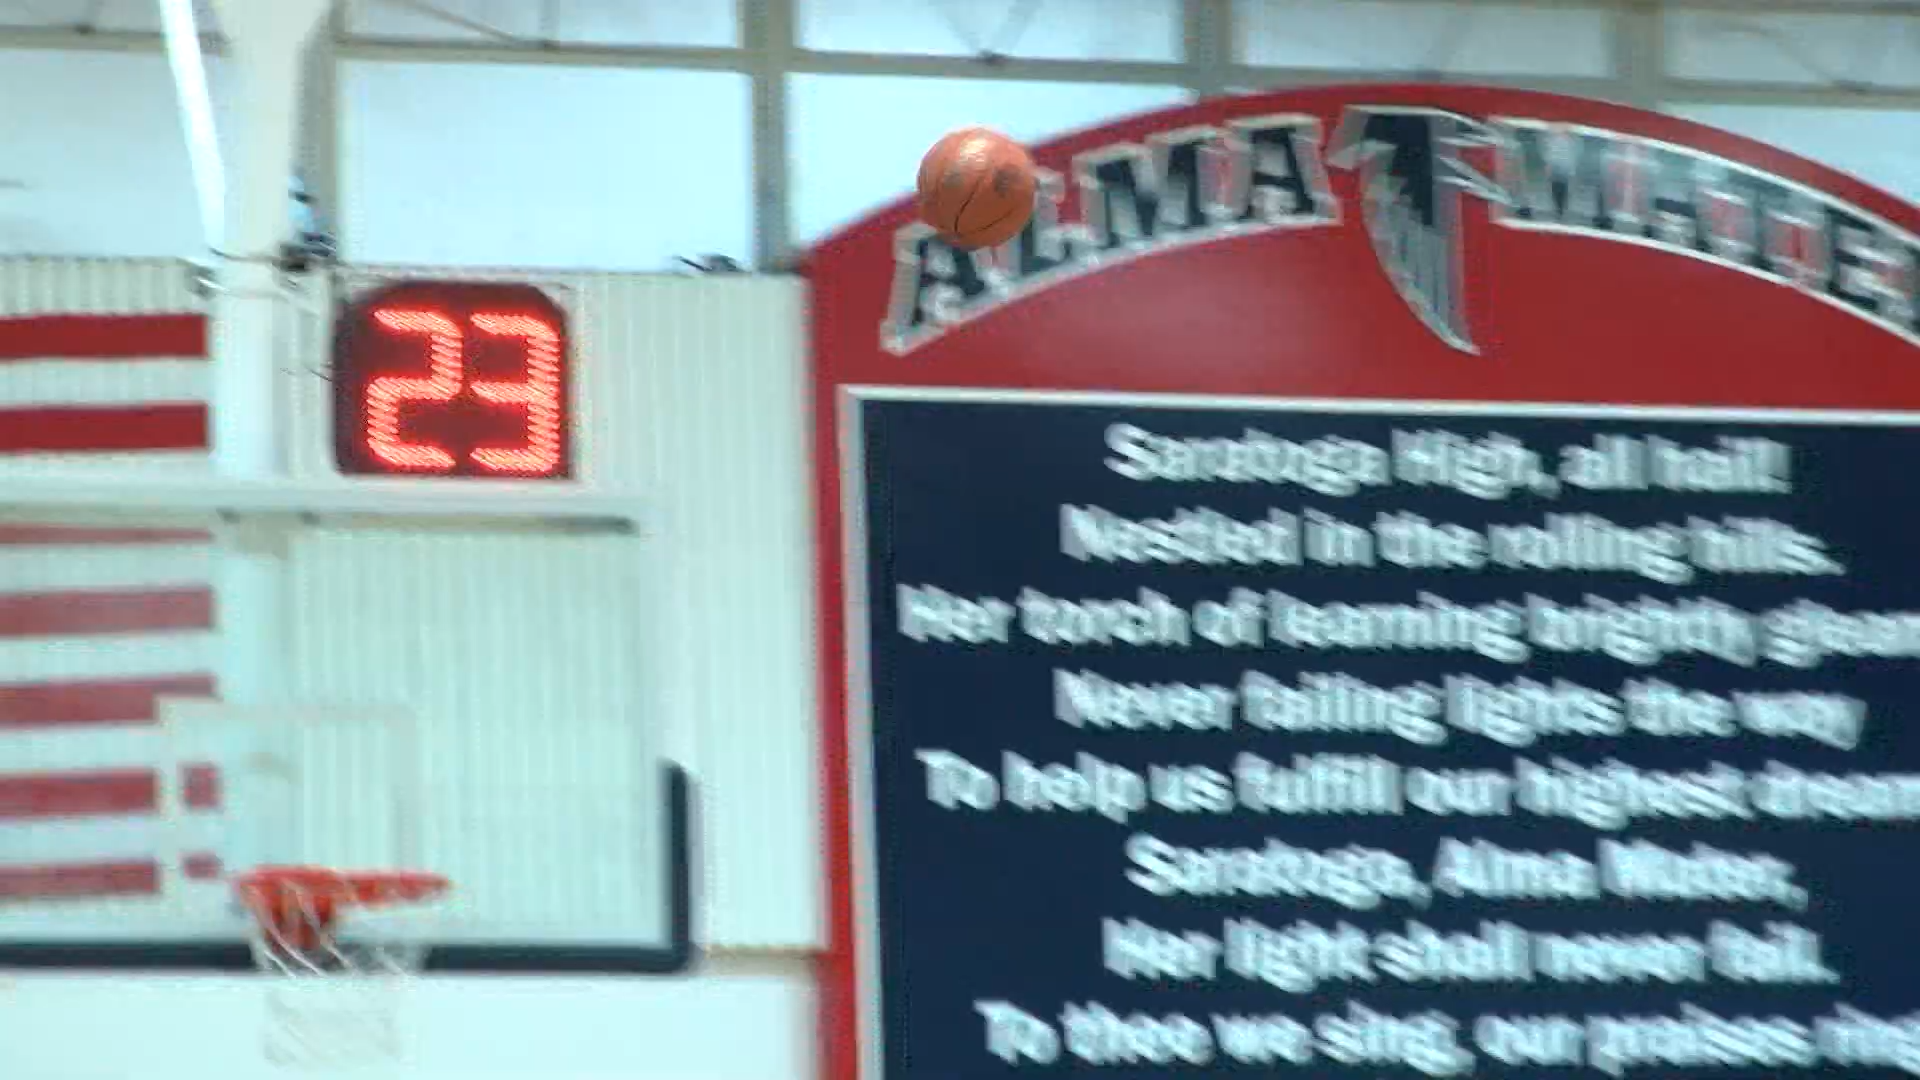 ALMA MATER
23
Saratoga High, all hail!
Nestled in the rolling hills.
Her torch of learning brightly
Never failing lights the way
To help us fulfill our highest
Saratoga, Alma Mater,
Her light shall never fail.
To thee we sing, our praises